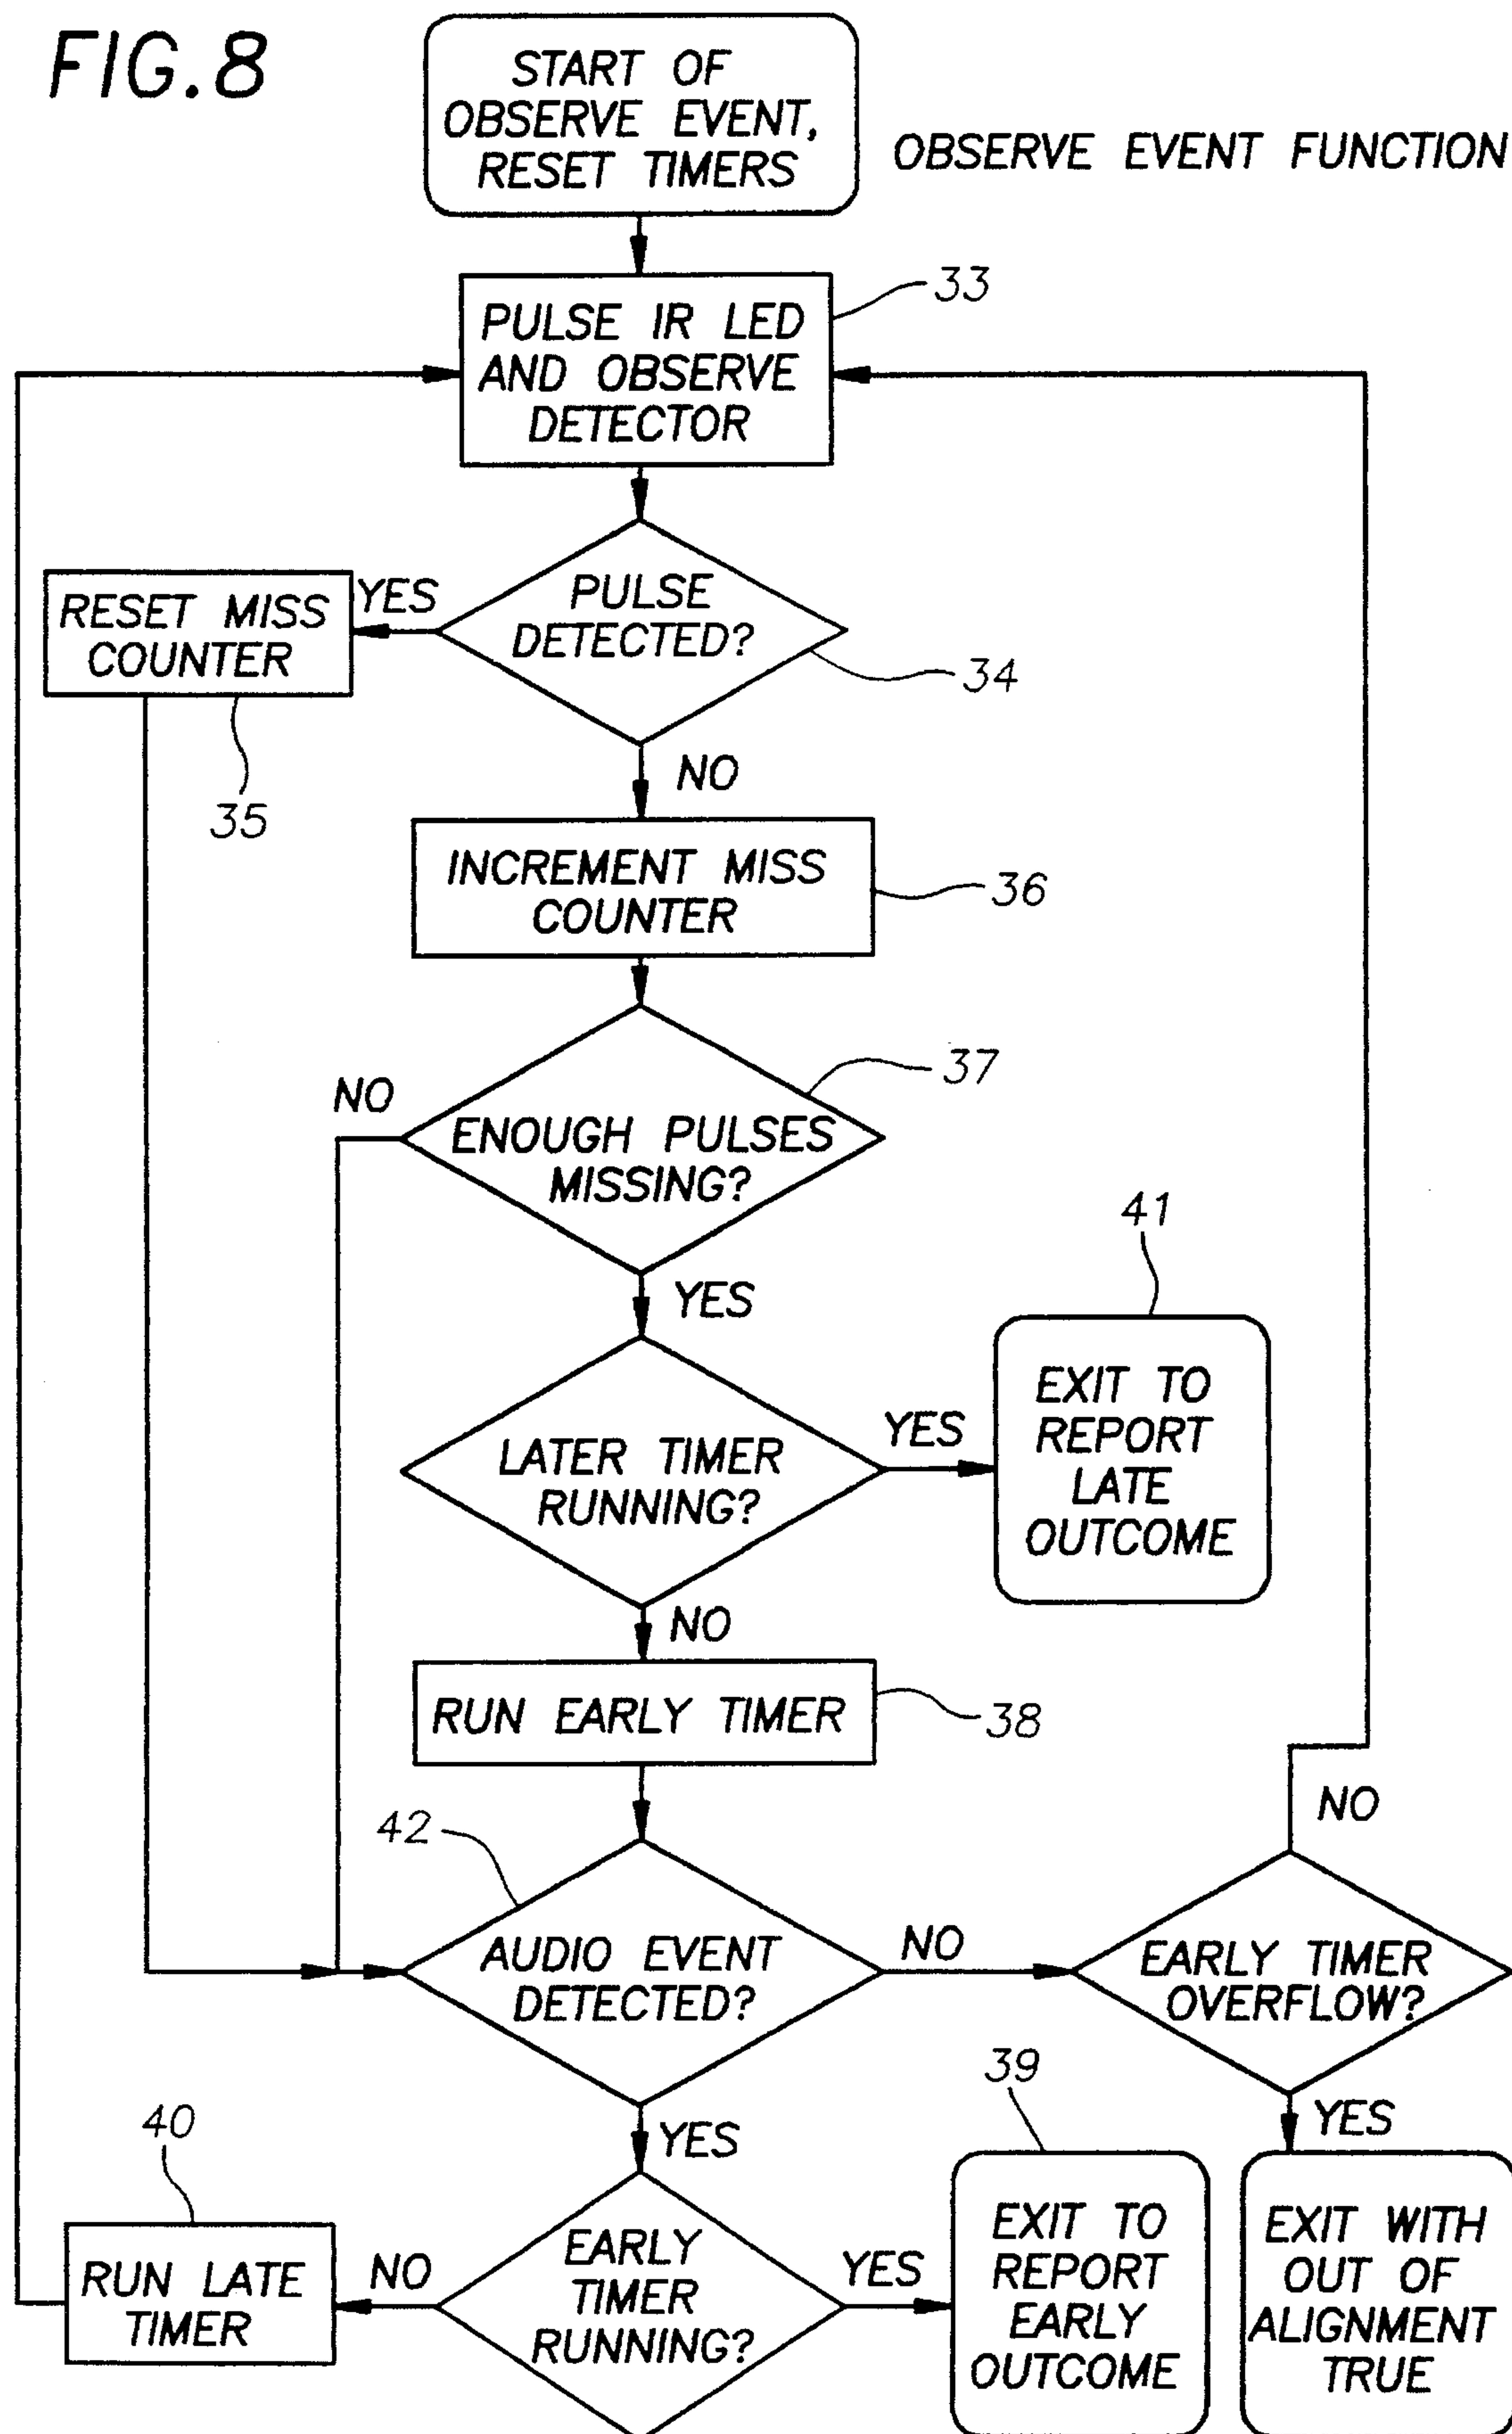 FIG.8
START OF
OBSERVE EVENT,
RESET TIMERS
OBSERVE EVENT FUNCTION
33
PULSE IR LED
AND OBSERVE
DETECTOR
PULSE
DETECTED?
34
YES
RESET MISS
COUNTER
35
NO
INCREMENT MISS
COUNTER
36
37
NO
ENOUGH PULSES
MISSING?
YES
41
LATER TIMER
RUNNING?
YES
EXIT TO
REPORT
LATE
OUTCOME
NO
RUN EARLY TIMER
38
42
AUDIO EVENT
DETECTED?
NO
EARLY TIMER
OVERFLOW?
NO
YES
39
40
YES
EARLY
TIMER
RUNNING?
NO
RUN LATE
TIMER
YES
EXIT TO
REPORT
EARLY
OUTCOME
EXIT WITH
OUT OF
ALIGNMENT
TRUE